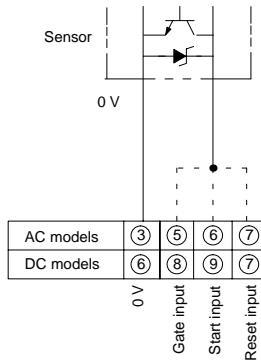 Sensor
0 V
AC models 3 5 6 7
DC models 6 8 9 7
0 V
Gate input
Start input
Reset input